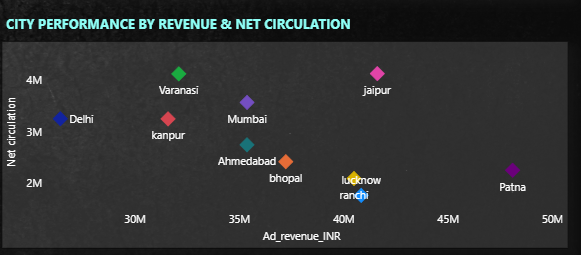 CITY PERFORMANCE BY REVENUE & NET CIRCULATION
4M
Varanasi
jaipur
Delhi
kanpur
Mumbai
3M
Ahmedabad
bhopal
lucknow
2M
ranchi
Patna
Net circulation
30M 35M 40M 45M 50M
Ad_revenue_INR